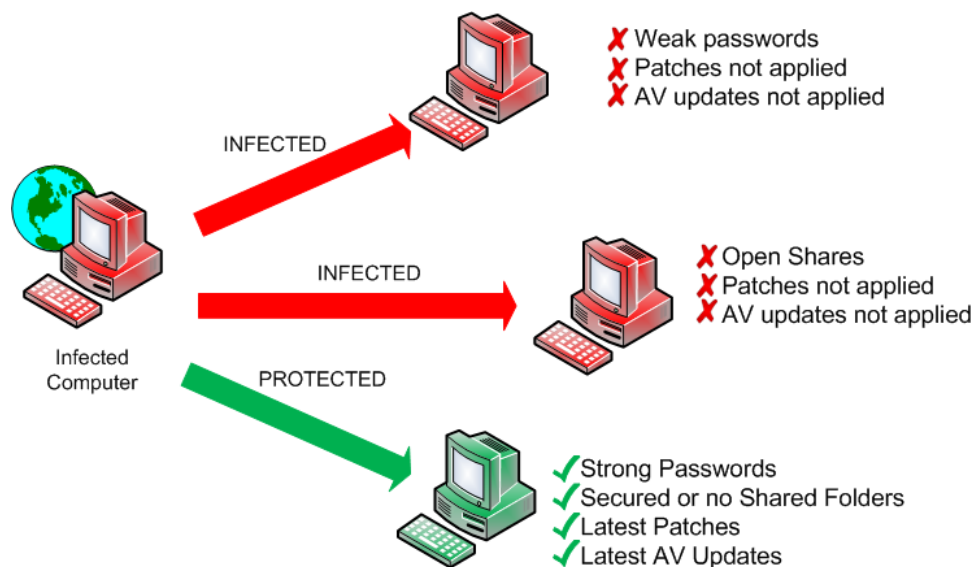 Weak passwords
Patches not applied
AV updates not applied
INFECTED
INFECTED
Open Shares
Patches not applied
AV updates not applied
Infected
Computer
PROTECTED
Strong Passwords
Secured or no Shared Folders
Latest Patches
Latest AV Updates